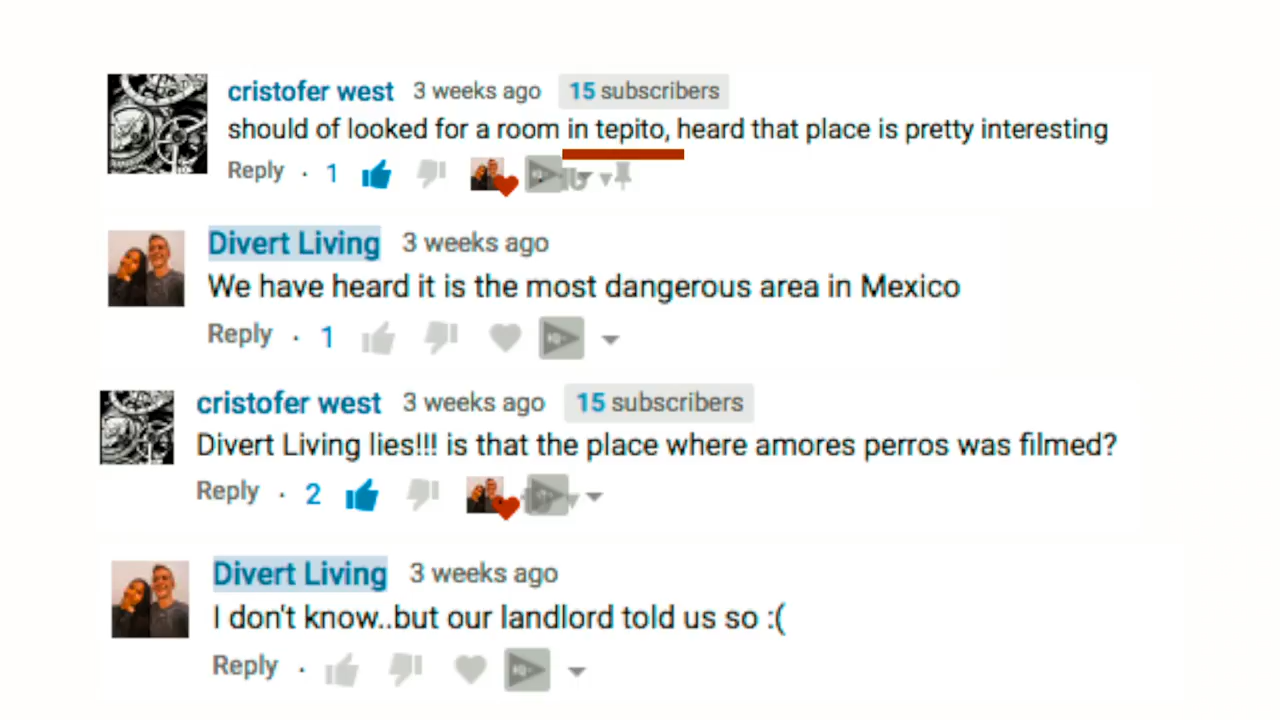 cristofer west 3 weeks ago 15 subscribers
should of looked for a room in tepito, heard that place is pretty interesting
Reply · 1
Divert Living 3 weeks ago
We have heard it is the most dangerous area in Mexico
Reply · 1
cristofer west 3 weeks ago 15 subscribers
Divert Living lies!!! is that the place where amores perros was filmed?
Reply · 2
Divert Living 3 weeks ago
I don't know..but our landlord told us so :(
Reply ·